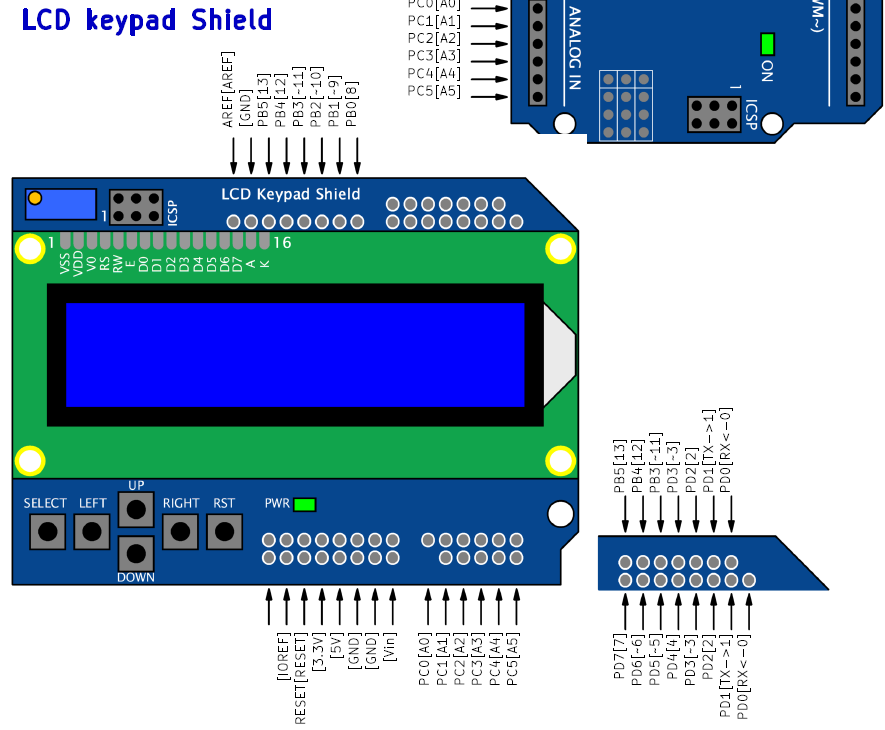 LCD keypad Shield
PC0[A0]
PC1[A1]
PC2[A2]
PC3[A3]
PC4[A4]
PC5[A5]
ANALOG IN
ON
1
ICSP
AREF[AREF]
[GND]
PB5[13]
PB4[12]
PB3[~11]
PB2[~10]
PB1[~9]
PB0[8]
LCD Keypad Shield
1
ICSP
1
16
VSS
VDD
V0
RS
RW
E
D0
D1
D2
D3
D4
D5
D6
D7
A
K
SELECT
LEFT
UP
DOWN
RIGHT
RST
PWR
[IOREF]
RESET[RESET]
[3.3V]
[5V]
[GND]
[GND]
[Vin]
PC0[A0]
PC1[A1]
PC2[A2]
PC3[A3]
PC4[A4]
PC5[A5]
PB5[13]
PB4[12]
PB3[~11]
PD3[~3]
PD2[2]
PD1[TX->1]
PD0[RX<-0]
PD7[7]
PD6[~6]
PD5[~5]
PD4[4]
PD3[~3]
PD2[2]
PD1[TX->1]
PD0[RX<-0]